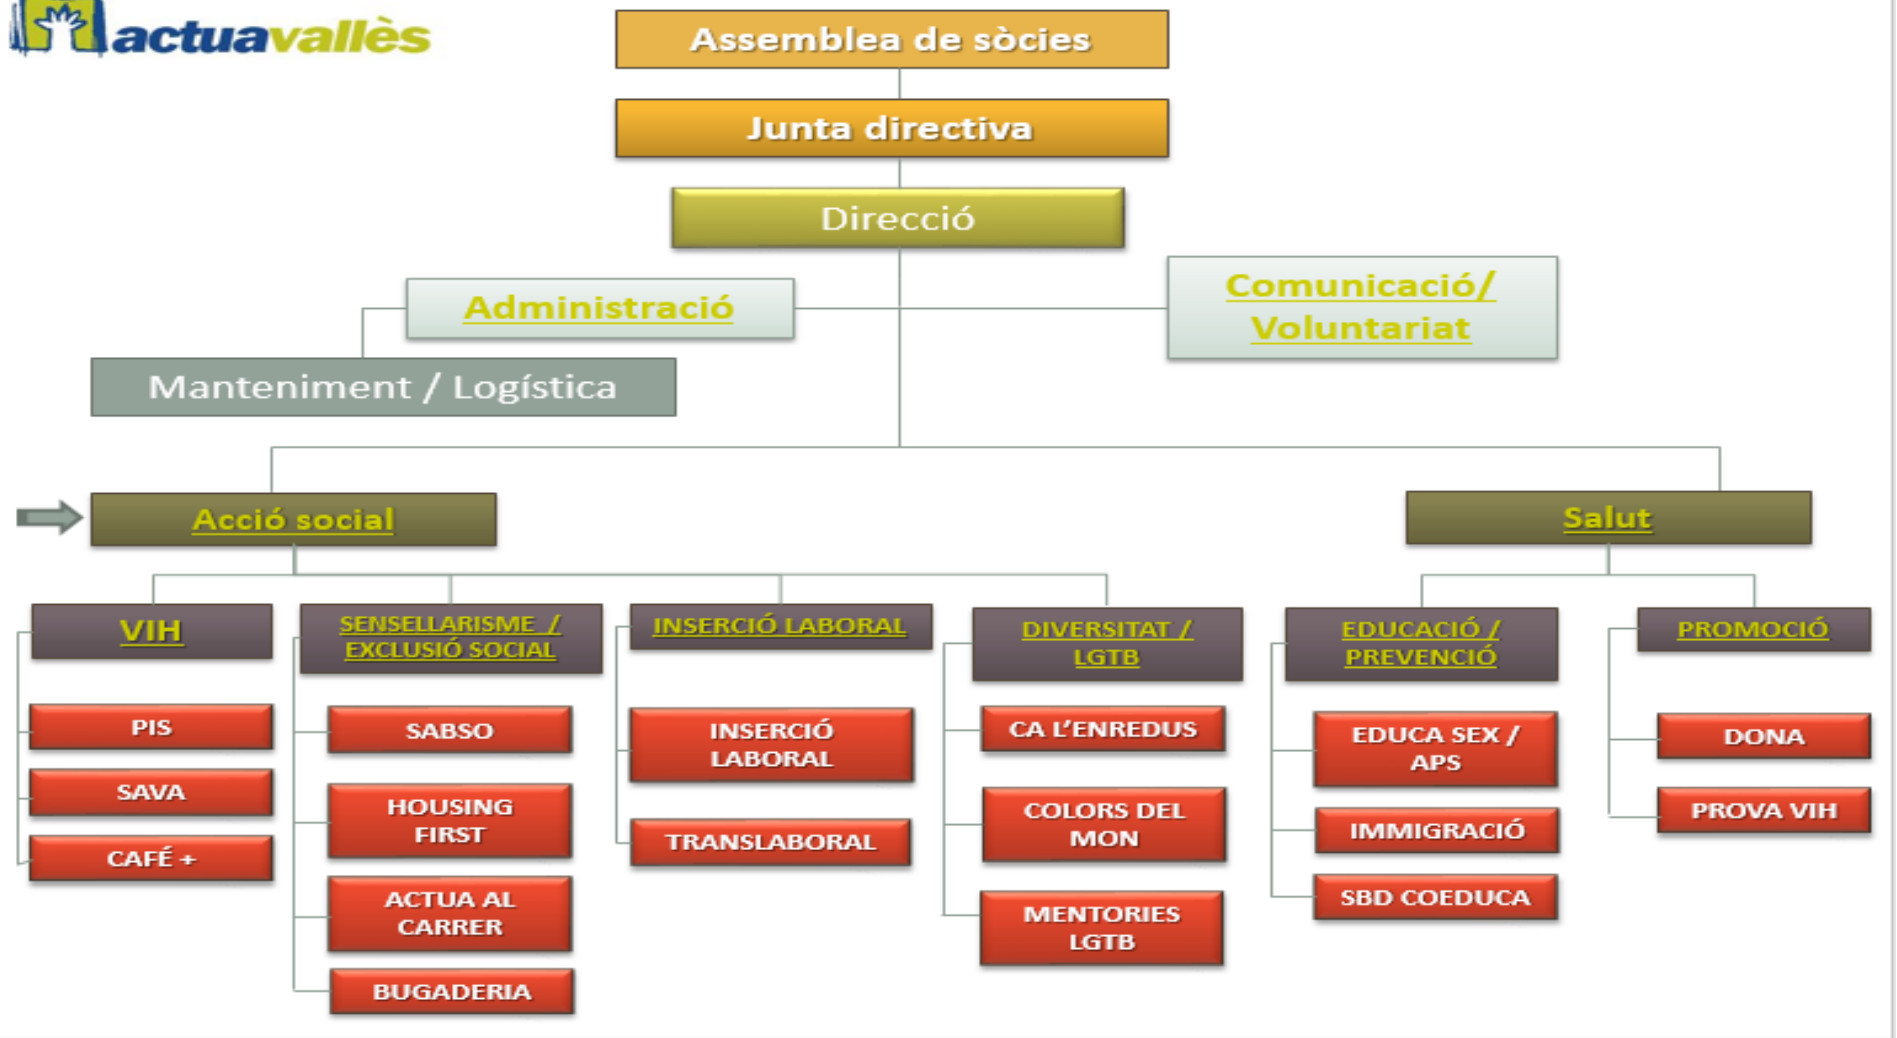 actuavallès
Assemblea de sòcies
Junta directiva
Direcció
Administració
Comunicació/
Voluntariat
Manteniment / Logística
Acció social
Salut
VIH
PIS
SAVA
CAFÉ +
SENSELLARISME /
EXCLUSIÓ SOCIAL
SABSO
HOUSING
FIRST
ACTUA AL
CARRER
BUGADERIA
INSERCIÓ LABORAL
INSERCIÓ
LABORAL
TRANSLABORAL
DIVERSITAT /
LGTB
CA L'ENREDUS
COLORS DEL
MON
MENTORIES
LGTB
EDUCACIÓ /
PREVENCIÓ
EDUCA SEX /
APS
IMMIGRACIÓ
SBD COEDUCA
PROMOCIÓ
DONA
PROVA VIH